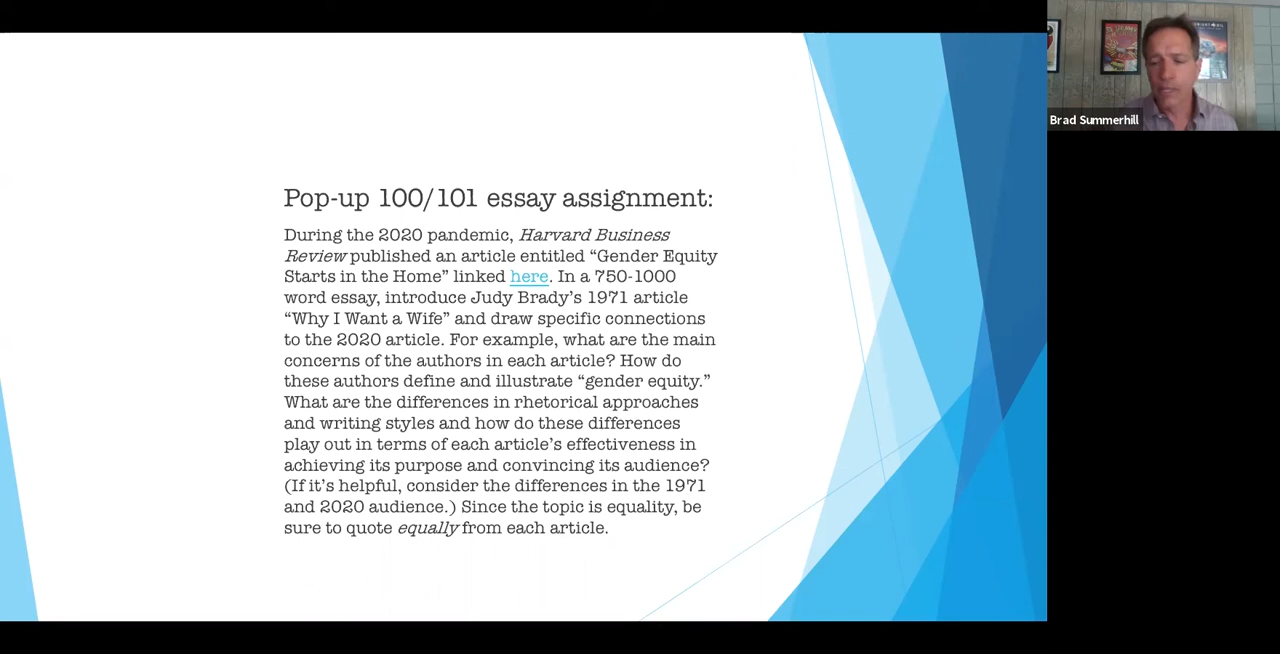 Pop-up 100/101 essay assignment:
During the 2020 pandemic, Harvard Business
Review published an article entitled “Gender Equity
Starts in the Home” linked here. In a 750-1000
word essay, introduce Judy Brady’s 1971 article
“Why I Want a Wife” and draw specific connections
to the 2020 article. For example, what are the main
concerns of the authors in each article? How do
these authors define and illustrate “gender equity.”
What are the differences in rhetorical approaches
and writing styles and how do these differences
play out in terms of each article’s effectiveness in
achieving its purpose and convincing its audience?
(If it’s helpful, consider the differences in the 1971
and 2020 audience.) Since the topic is equality, be
sure to quote equally from each article.
Brad Summerhill